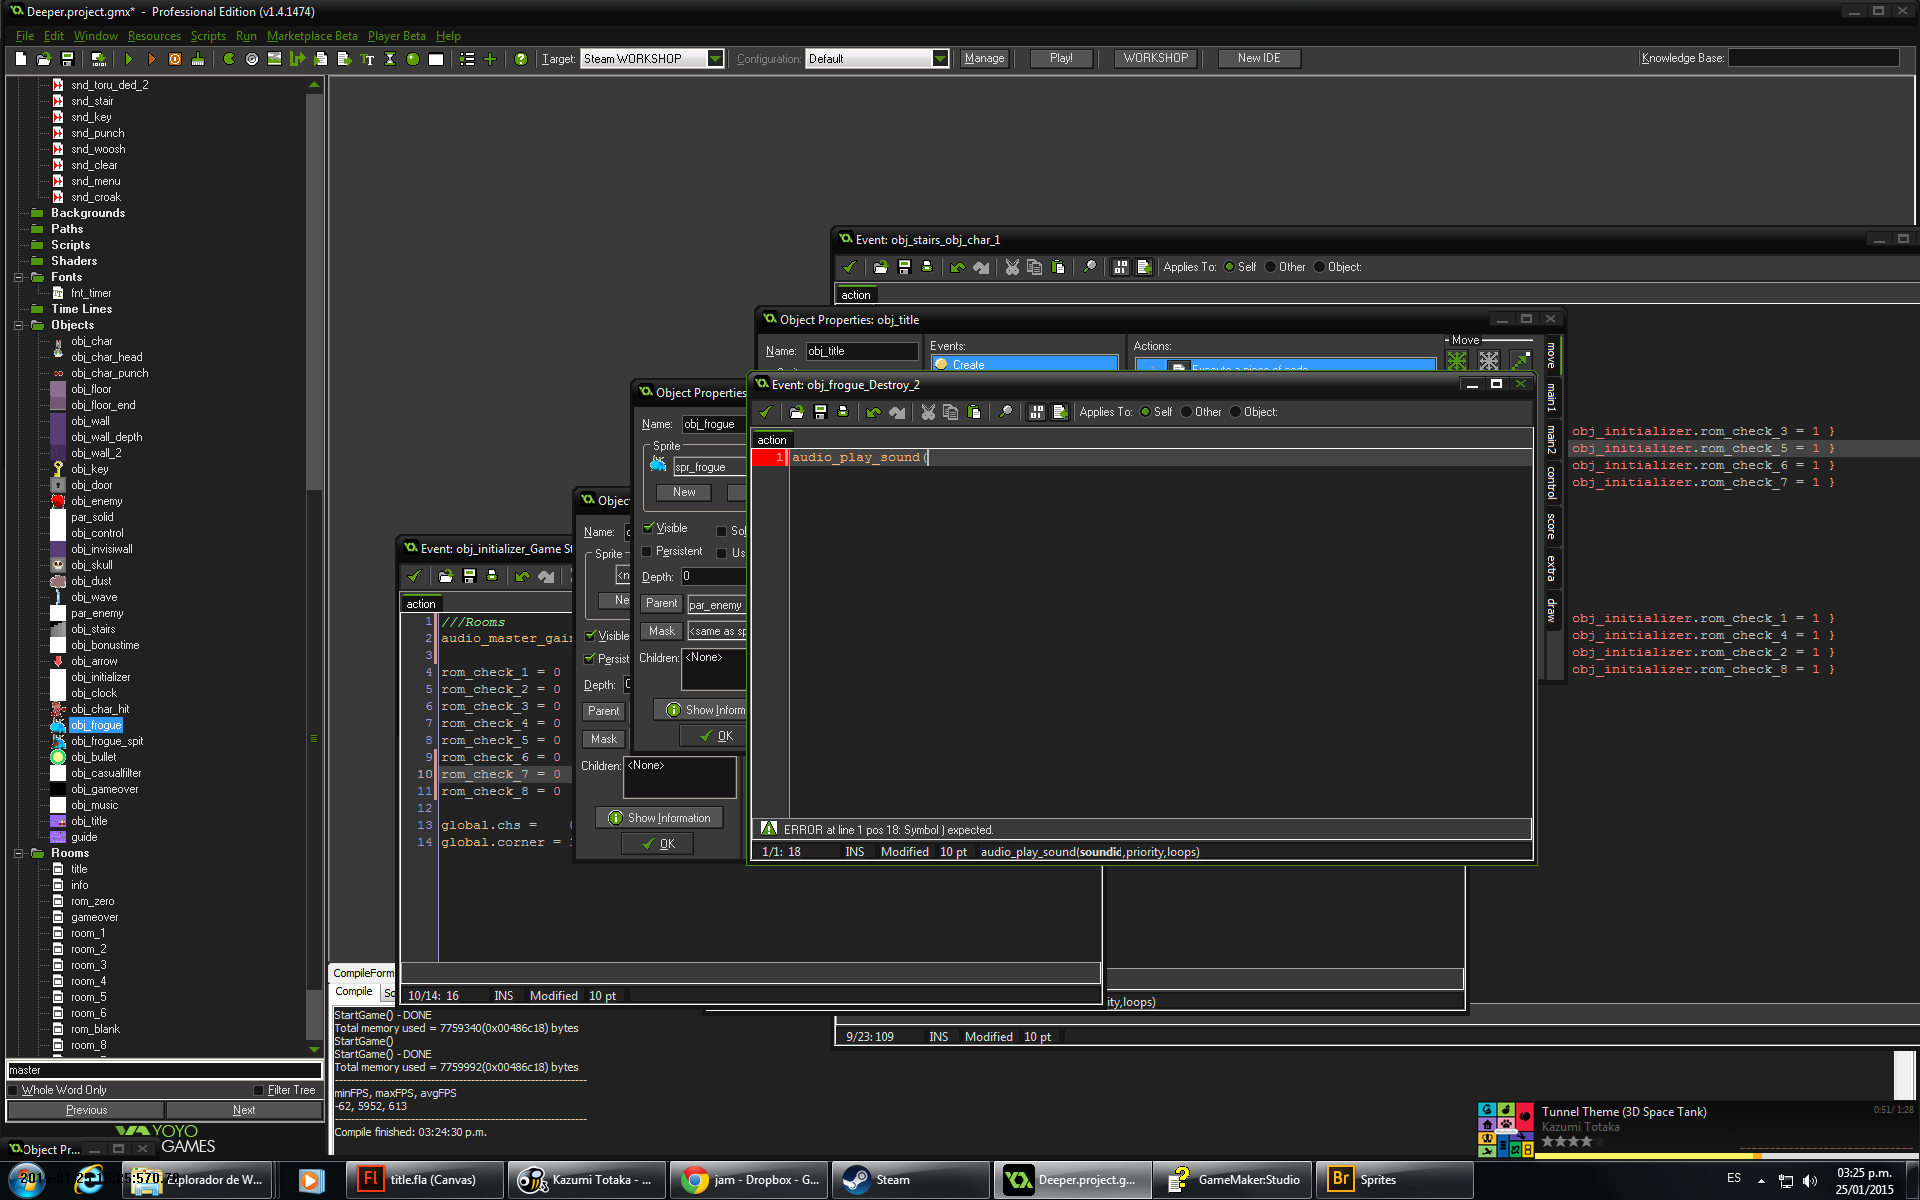 Deeper.project.gmx* - Professional Edition (v1.4.1474)
File Edit Window Resources Scripts Run Marketplace Beta Player Beta Help
Target: Steam WORKSHOP Configuration: Default Manage Play! WORKSHOP New IDE Knowledge Base:
snd_toru_ded_2
snd_stair
snd_key
snd_punch
snd_woosh
snd_clear
snd_menu
snd_croak
Backgrounds
Paths
Scripts
Shaders
Fonts
fnt_timer
Time Lines
Objects
obj_char
obj_char_head
obj_char_punch
obj_floor
obj_floor_end
obj_wall
obj_wall_depth
obj_wall_2
obj_key
obj_door
obj_enemy
par_solid
obj_control
obj_invisiwall
obj_skull
obj_dust
obj_wave
par_enemy
obj_stairs
obj_bonustime
obj_arrow
obj_initializer
obj_clock
obj_char_hit
obj_frogue
obj_frogue_spit
obj_bullet
obj_casualfilter
obj_gameover
obj_music
obj_title
guide
Rooms
title
info
rom_zero
gameover
room_1
room_2
room_3
room_4
room_5
room_6
rom_blank
room_8
master
Whole Word Only Filter Tree
Previous Next
YOYO
GAMES
Object Pr...
Event: obj_stairs_obj_char_1
Applies To: Self Other Object:
action
obj_initializer.rom_check_3 = 1 }
obj_initializer.rom_check_5 = 1 }
obj_initializer.rom_check_6 = 1 }
obj_initializer.rom_check_7 = 1 }
obj_initializer.rom_check_1 = 1 }
obj_initializer.rom_check_4 = 1 }
obj_initializer.rom_check_2 = 1 }
obj_initializer.rom_check_8 = 1 }
9/23: 109 INS Modified 10 pt
Object Properties: obj_title
Name: obj_title Events: Actions: Move
Create
move
main1
main2
control
score
extra
draw
Event: obj_frogue_Destroy_2
Applies To: Self Other Object:
action
1 audio_play_sound(
ERROR at line 1 pos 18: Symbol ) expected.
1/1: 18 INS Modified 10 pt audio_play_sound(soundid,priority,loops)
Object Properties
Name: obj_frogue
Sprite
spr_frogue
New
Visible Sol
Persistent Us
Depth: 0
Parent par_enemy
Mask <same as sp
Children: <None>
Show Inform
OK
Objec
Name:
Sprite
<n
Ne
Visible
Persist
Depth:
Parent
Mask
Children: <None>
Show Information
OK
Event: obj_initializer_Game St
action
1 ///Rooms
2 audio_master_gain
3
4 rom_check_1 = 0
5 rom_check_2 = 0
6 rom_check_3 = 0
7 rom_check_4 = 0
8 rom_check_5 = 0
9 rom_check_6 = 0
10 rom_check_7 = 0
11 rom_check_8 = 0
12
13 global.chs =
14 global.corner =
10/14: 16 INS Modified 10 pt
ity,loops)
CompileForm
Compile Sc
StartGame() - DONE
Total memory used = 7759340(0x00486c18) bytes
StartGame()
StartGame() - DONE
Total memory used = 7759992(0x00486c18) bytes
minFPS, maxFPS, avgFPS
-62, 5952, 613
Compile finished: 03:24:30 p.m.
Tunnel Theme (3D Space Tank) 0:51/ 1:28
Kazumi Totaka
Explorador de W... title.fla (Canvas) Kazumi Totaka - ... jam - Dropbox - G... Steam Deeper.project.g... GameMaker:Studio Sprites
ES 03:25 p.m.
25/01/2015